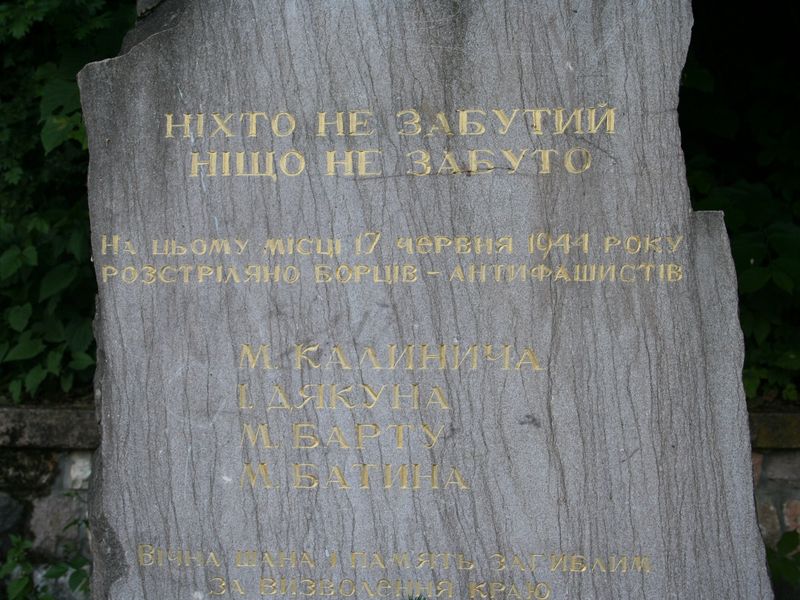 НІХТО НЕ ЗАБУТИЙ
НІЩО НЕ ЗАБУТО
НА ЦЬОМУ МІСЦІ 17 ЧЕРВНЯ 1944 РОКУ
РОЗСТРІЛЯНО БОРЦІВ – АНТИФАШИСТІВ
М. КАЛИНИЧА
І. ДЯКУНА
М. БАРТУ
М. БАТИНА
ВІЧНА ШАНА І ПАМ'ЯТЬ ЗАГИБЛИМ
ЗА ВИЗВОЛЕННЯ КРАЮ